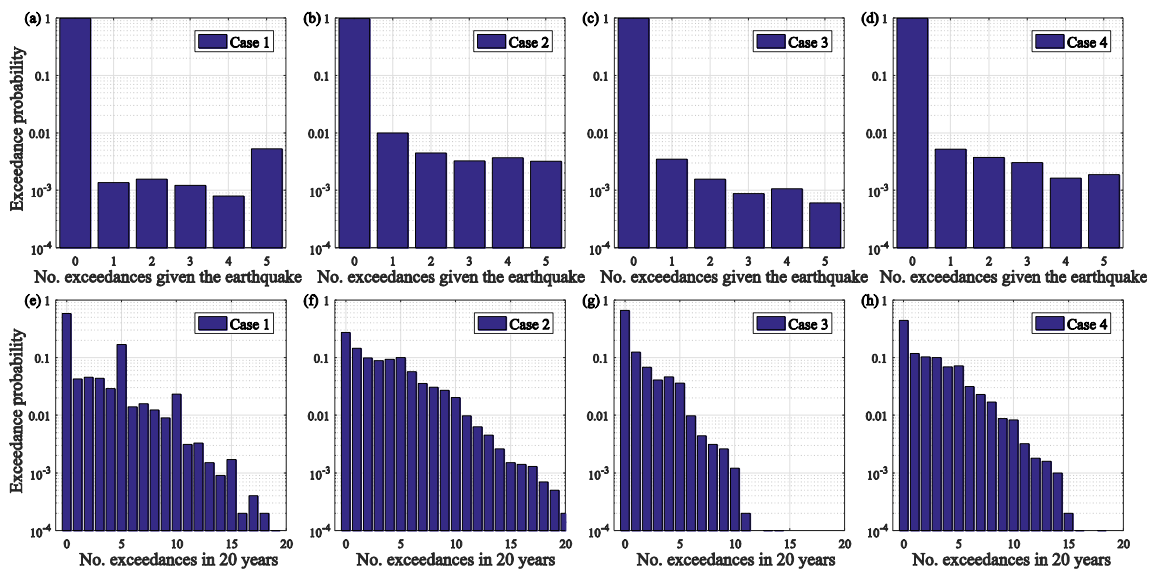 (a) (b) (c) (d)
Case 1 Case 2 Case 3 Case 4
Exceedance probability
1 0.1 0.01 10-3 10-4
1 0.1 0.01 10-3 10-4
1 0.1 0.01 10-3 10-4
1 0.1 0.01 10-3 10-4
0 1 2 3 4 5 0 1 2 3 4 5 0 1 2 3 4 5 0 1 2 3 4 5
No. exceedances given the earthquake No. exceedances given the earthquake No. exceedances given the earthquake No. exceedances given the earthquake
(e) (f) (g) (h)
Case 1 Case 2 Case 3 Case 4
Exceedance probability
1 0.1 0.01 10-3 10-4
1 0.1 0.01 10-3 10-4
1 0.1 0.01 10-3 10-4
1 0.1 0.01 10-3 10-4
0 5 10 15 20 0 5 10 15 20 0 5 10 15 20 0 5 10 15 20
No. exceedances in 20 years No. exceedances in 20 years No. exceedances in 20 years No. exceedances in 20 years